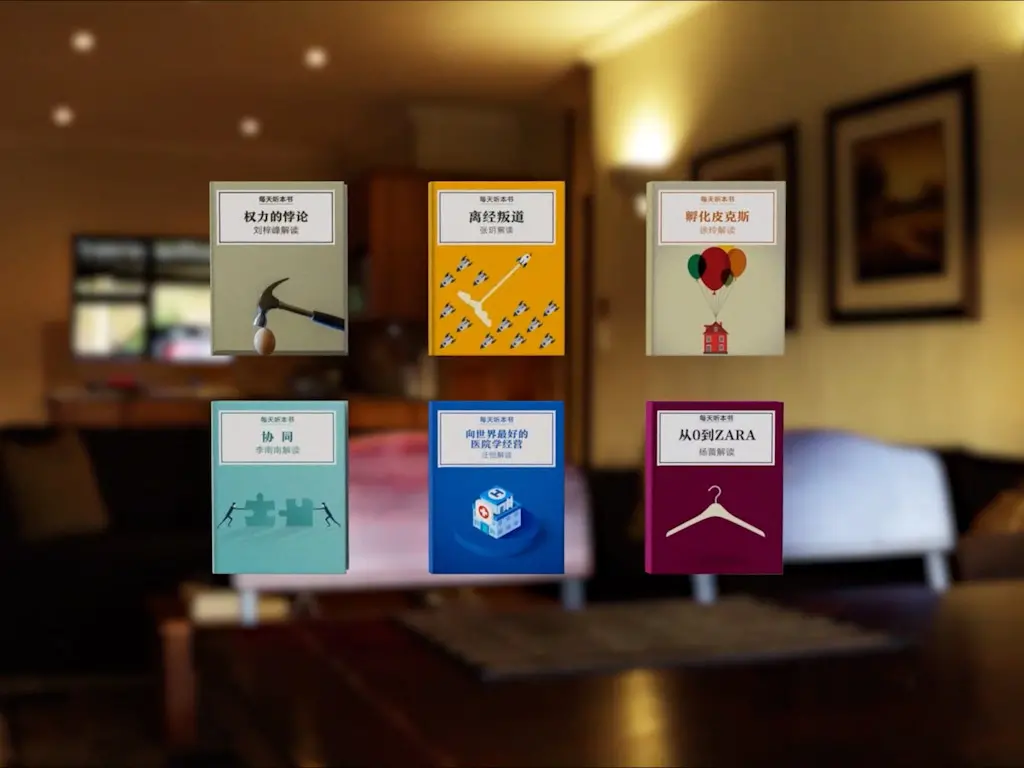 每天听本书
权力的悖论
刘梓峰解读
每天听本书
离经叛道
张玥解读
每天听本书
孵化皮克斯
徐玲解读
每天听本书
协 同
李南南解读
每天听本书
向世界最好的
医院学经营
汪恒解读
每天听本书
从0到ZARA
杨茵解读